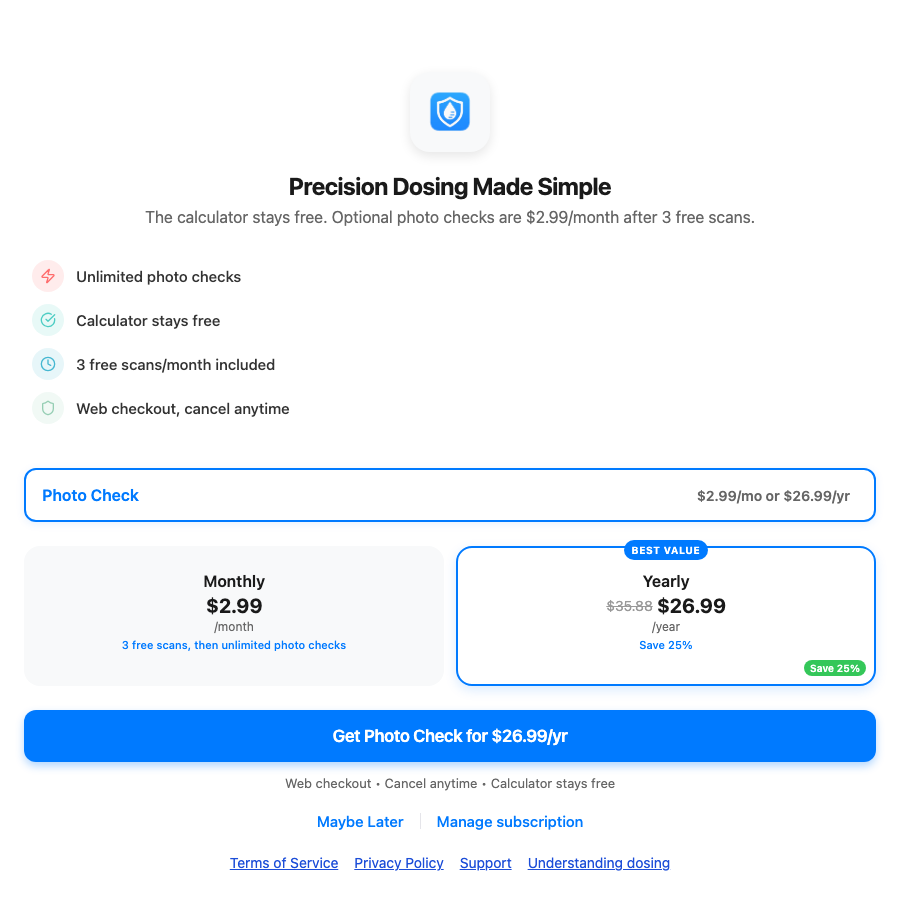 Precision Dosing Made Simple
The calculator stays free. Optional photo checks are $2.99/month after 3 free scans.
Unlimited photo checks
Calculator stays free
3 free scans/month included
Web checkout, cancel anytime
Photo Check
$2.99/mo or $26.99/yr
Monthly
$2.99
/month
3 free scans, then unlimited photo checks
BEST VALUE
Yearly
$35.88 $26.99
/year
Save 25%
Save 25%
Get Photo Check for $26.99/yr
Web checkout • Cancel anytime • Calculator stays free
Maybe Later
Manage subscription
Terms of Service Privacy Policy Support Understanding dosing